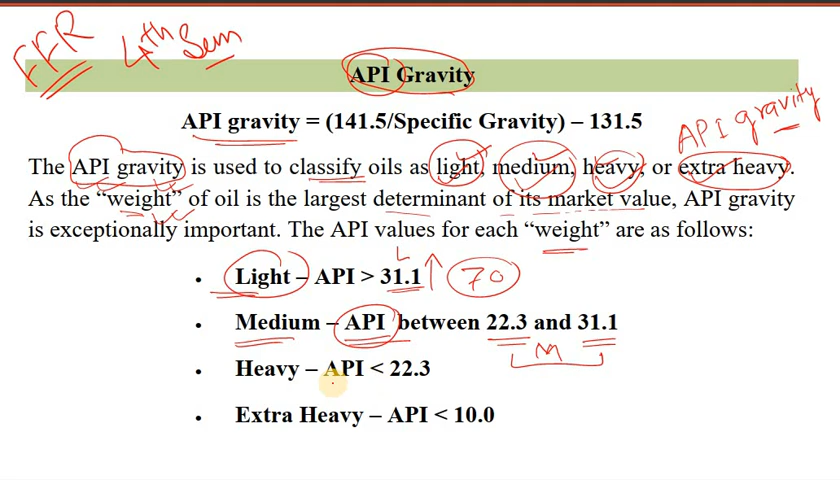 FFR 4th Sem
API Gravity
API gravity = (141.5/Specific Gravity) – 131.5
API gravity
The API gravity is used to classify oils as light, medium, heavy, or extra heavy.
As the “weight” of oil is the largest determinant of its market value, API gravity
is exceptionally important. The API values for each “weight” are as follows:
• Light – API > 31.1 70
• Medium – API between 22.3 and 31.1
M
• Heavy – API < 22.3
• Extra Heavy – API < 10.0